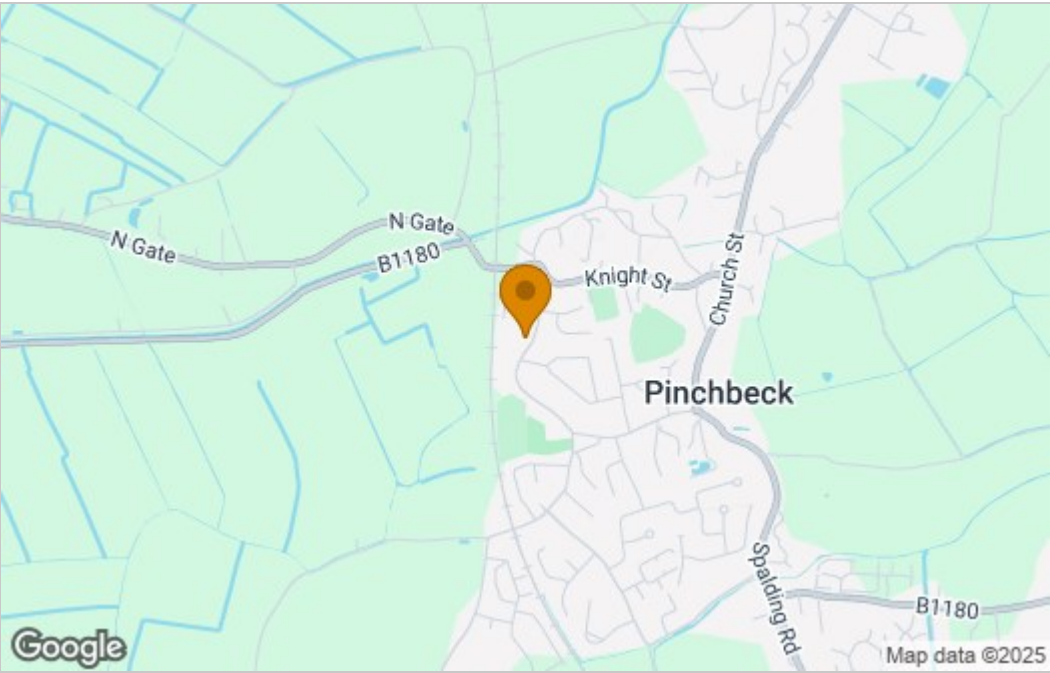 N Gate
N Gate
B1180
Knight St
Church St
Pinchbeck
Spalding Rd
B1180
Google
Map data ©2025